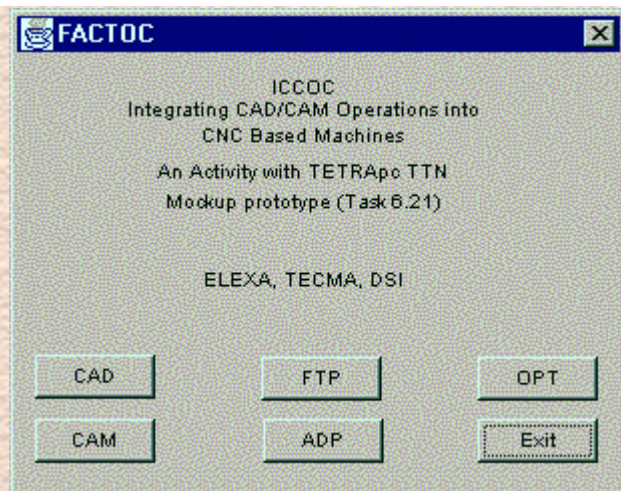 FACTOC
ICCOC
Integrating CAD/CAM Operations into
CNC Based Machines
An Activity with TETRApc TTN
Mockup prototype (Task 6.21)
ELEXA, TECMA, DSI
CAD FTP OPT
CAM ADP Exit